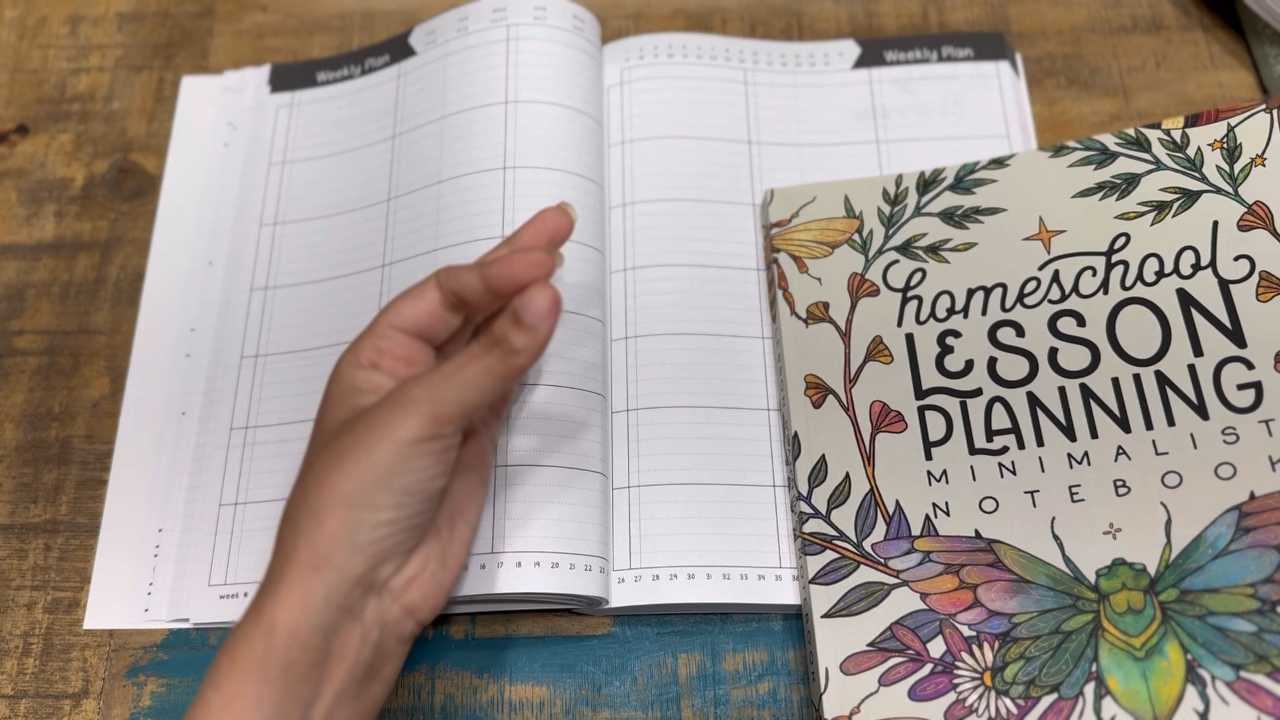 Weekly Plan
week #
16 17 18 19 20 21 22 23
Weekly Plan
26 27 28 29 30 31 32 33 34 35
homeschool
LESSON
PLANNING
MINIMALIST
NOTEBOOK